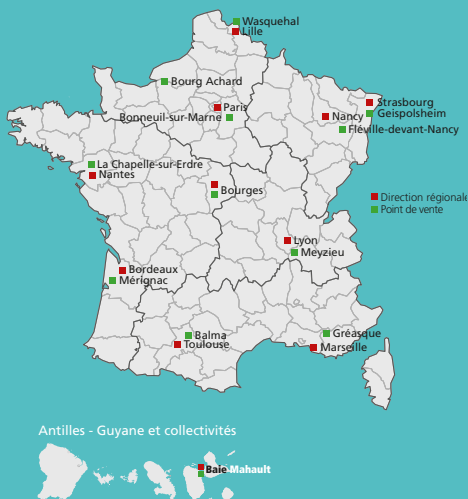 Wasquehal
Lille
Bourg Achard
Paris
Bonneuil-sur-Marne
Strasbourg
Geispolsheim
Nancy
Fléville-devant-Nancy
La Chapelle-sur-Erdre
Nantes
Bourges
Direction régionale
Point de vente
Lyon
Meyzieu
Bordeaux
Mérignac
Balma
Toulouse
Gréasque
Marseille
Antilles - Guyane et collectivités
Baie Mahault